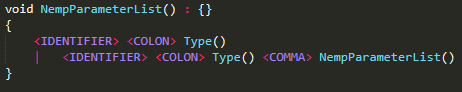 void NempParameterList() : {}
{
    <IDENTIFIER> <COLON> Type()
    |   <IDENTIFIER> <COLON> Type() <COMMA> NempParameterList()
}